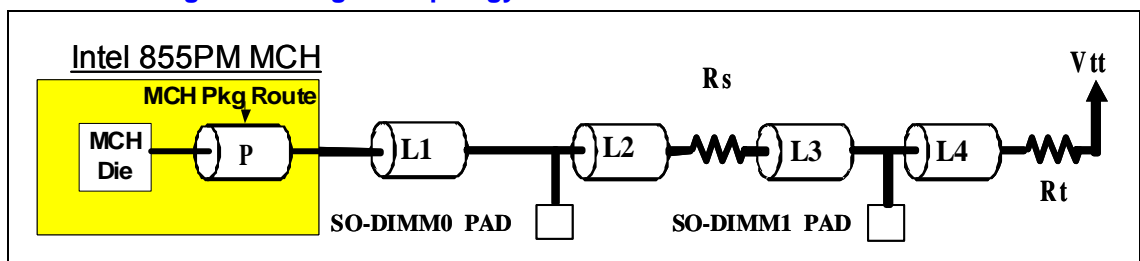 Intel 855PM MCH
MCH Pkg Route
MCH
Die
P
L1
L2
Rs
L3
L4
Vtt
Rt
SO-DIMM0 PAD
SO-DIMM1 PAD